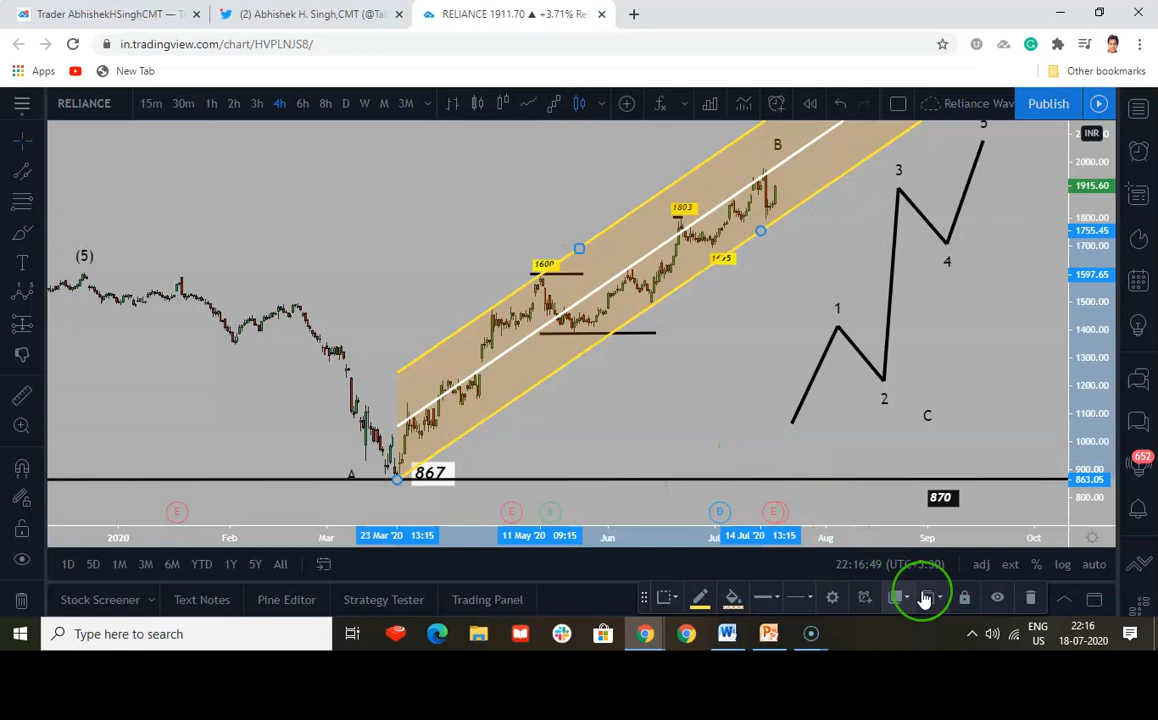 Trader AbhishekHSinghCMT — T
(2) Abhishek H. Singh,CMT (@Tal
RELIANCE 1911.70 ▲ +3.71% Re
in.tradingview.com/chart/HVPLNJS8/
Apps
New Tab
Other bookmarks
RELIANCE 15m 30m 1h 2h 3h 4h 6h 8h D W M 3M
Reliance Wav
Publish
INR
5
B
2000.00
3
1915.60
1803
1800.00
1755.45
1700.00
(5)
4
1600
1597.65
1500.00
1
1400.00
1300.00
1200.00
2
C
1100.00
1000.00
A
867
900.00
863.05
870
800.00
E E S D E
2020 Feb Mar 23 Mar '20 13:15 11 May '20 09:15 Jun Jul 14 Jul '20 13:15 Aug Sep Oct
1D 5D 1M 3M 6M YTD 1Y 5Y All
22:16:49 (UTC+5:30) adj ext % log auto
652
Stock Screener Text Notes Pine Editor Strategy Tester Trading Panel
Type here to search
ENG
US
22:16
18-07-2020